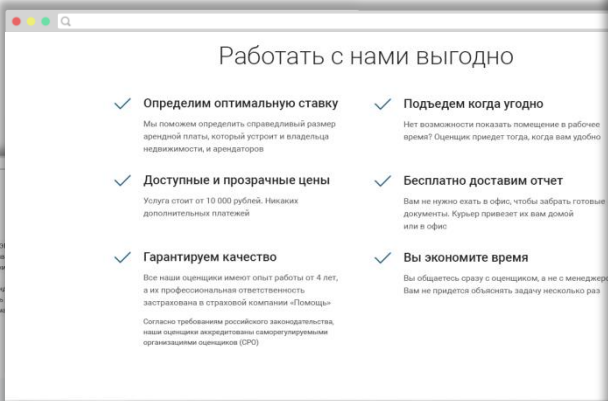 Работать с нами выгодно
Определим оптимальную ставку
Мы поможем определить справедливый размер
арендной платы, который устроит и владельца
недвижимости, и арендаторов
Подъедем когда угодно
Нет возможности показать помещение в рабочее
время? Оценщик приедет тогда, когда вам удобно
Доступные и прозрачные цены
Услуга стоит от 10 000 рублей. Никаких
дополнительных платежей
Бесплатно доставим отчет
Вам не нужно ехать в офис, чтобы забрать готовые
документы. Курьер привезет их вам домой
или в офис
Гарантируем качество
Все наши оценщики имеют опыт работы от 4 лет,
а их профессиональная ответственность
застрахована в страховой компании «Помощь»
Согласно требованиям российского законодательства,
наши оценщики аккредитованы саморегулируемыми
организациями оценщиков (СРО)
Вы экономите время
Вы общаетесь сразу с оценщиком, а не с менеджеро
Вам не придется объяснять задачу несколько раз